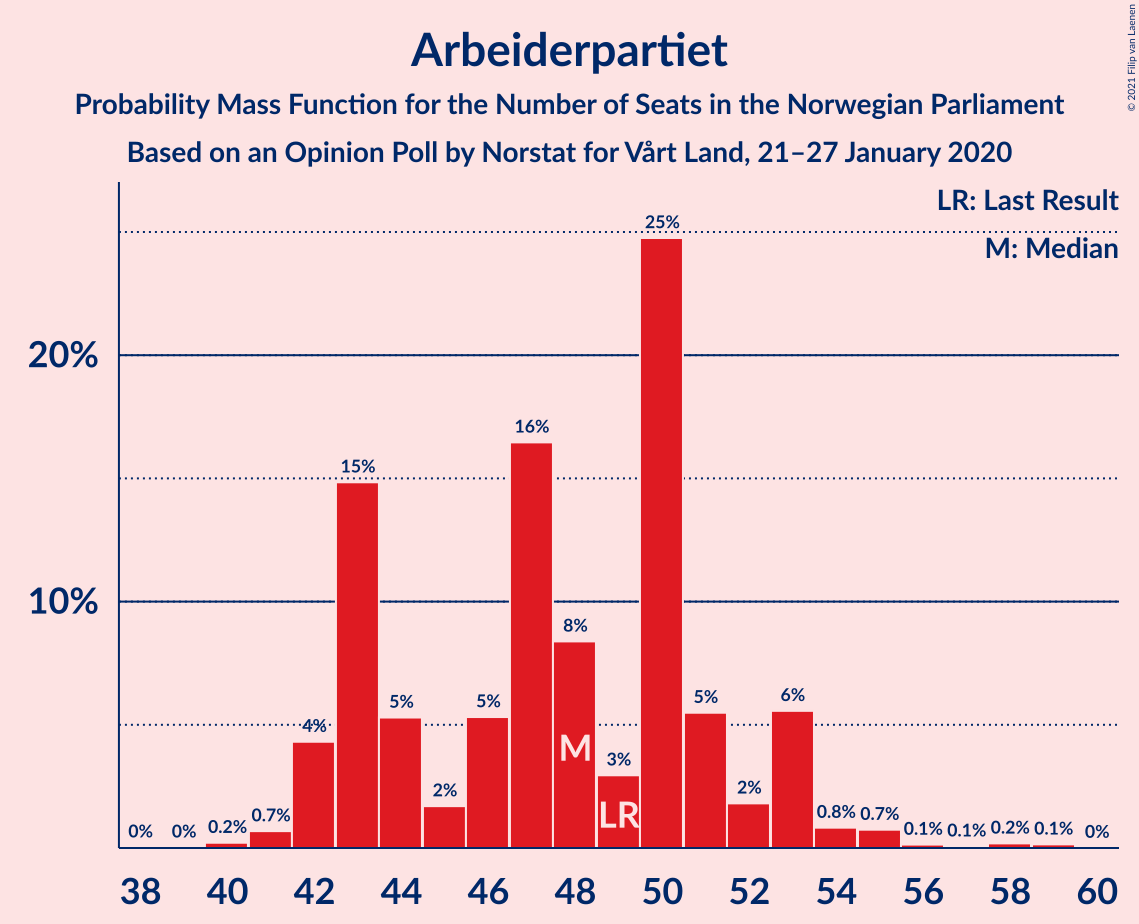 Arbeiderpartiet
Probability Mass Function for the Number of Seats in the Norwegian Parliament
Based on an Opinion Poll by Norstat for Vårt Land, 21–27 January 2020
© 2021 Filip van Laenen
LR: Last Result
M: Median
20%
10%
0% 0% 0.2% 0.7% 4% 15% 5% 2% 5% 16% 8% 3% 25% 5% 2% 6% 0.8% 0.7% 0.1% 0.1% 0.2% 0.1% 0%
M
LR
38 40 42 44 46 48 50 52 54 56 58 60